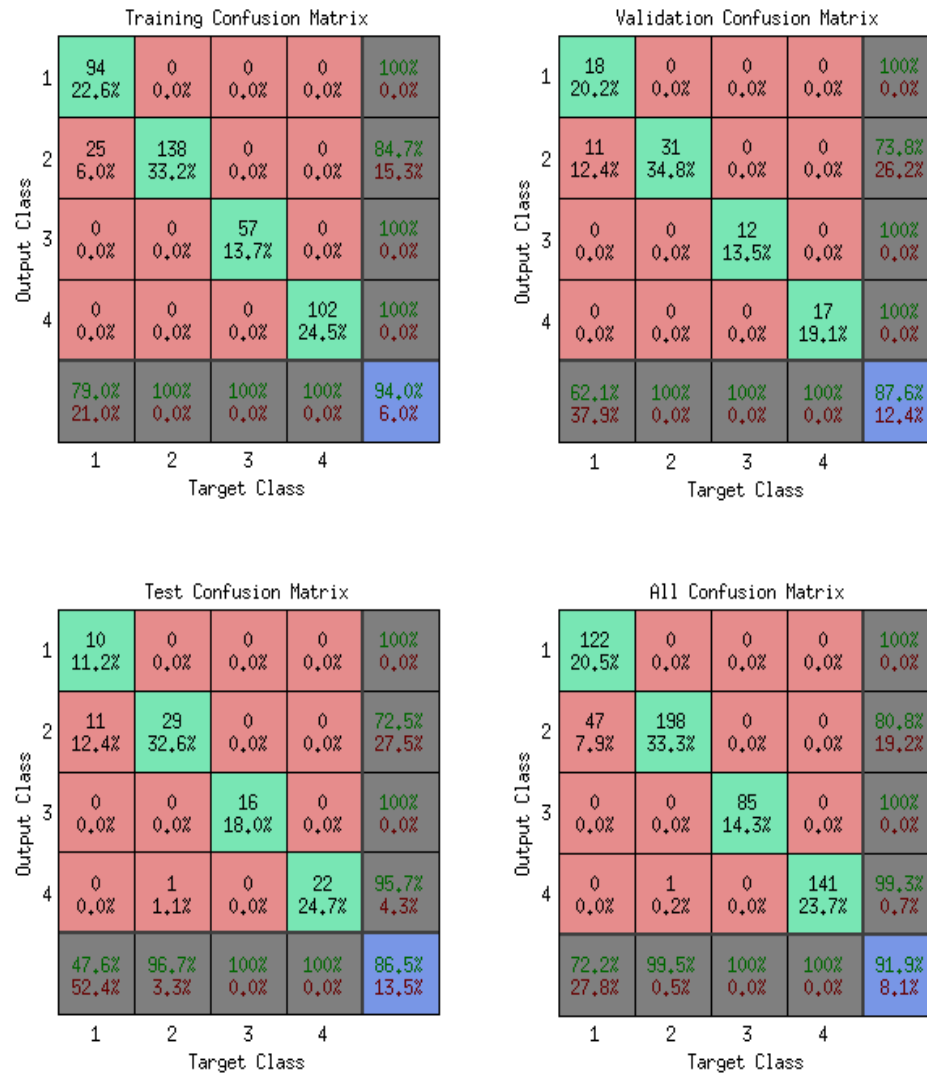 Training Confusion Matrix
Output Class
1
94 0 0 0 100%
22.6% 0.0% 0.0% 0.0% 0.0%
2
25 138 0 0 84.7%
6.0% 33.2% 0.0% 0.0% 15.3%
3
0 0 57 0 100%
0.0% 0.0% 13.7% 0.0% 0.0%
4
0 0 0 102 100%
0.0% 0.0% 0.0% 24.5% 0.0%
79.0% 100% 100% 100% 94.0%
21.0% 0.0% 0.0% 0.0% 6.0%
1 2 3 4
Target Class
Validation Confusion Matrix
Output Class
1
18 0 0 0 100%
20.2% 0.0% 0.0% 0.0% 0.0%
2
11 31 0 0 73.8%
12.4% 34.8% 0.0% 0.0% 26.2%
3
0 0 12 0 100%
0.0% 0.0% 13.5% 0.0% 0.0%
4
0 0 0 17 100%
0.0% 0.0% 0.0% 19.1% 0.0%
62.1% 100% 100% 100% 87.6%
37.9% 0.0% 0.0% 0.0% 12.4%
1 2 3 4
Target Class
Test Confusion Matrix
Output Class
1
10 0 0 0 100%
11.2% 0.0% 0.0% 0.0% 0.0%
2
11 29 0 0 72.5%
12.4% 32.6% 0.0% 0.0% 27.5%
3
0 0 16 0 100%
0.0% 0.0% 18.0% 0.0% 0.0%
4
0 1 0 22 95.7%
0.0% 1.1% 0.0% 24.7% 4.3%
47.6% 96.7% 100% 100% 86.5%
52.4% 3.3% 0.0% 0.0% 13.5%
1 2 3 4
Target Class
All Confusion Matrix
Output Class
1
122 0 0 0 100%
20.5% 0.0% 0.0% 0.0% 0.0%
2
47 198 0 0 80.8%
7.9% 33.3% 0.0% 0.0% 19.2%
3
0 0 85 0 100%
0.0% 0.0% 14.3% 0.0% 0.0%
4
0 1 0 141 99.3%
0.0% 0.2% 0.0% 23.7% 0.7%
72.2% 99.5% 100% 100% 91.9%
27.8% 0.5% 0.0% 0.0% 8.1%
1 2 3 4
Target Class